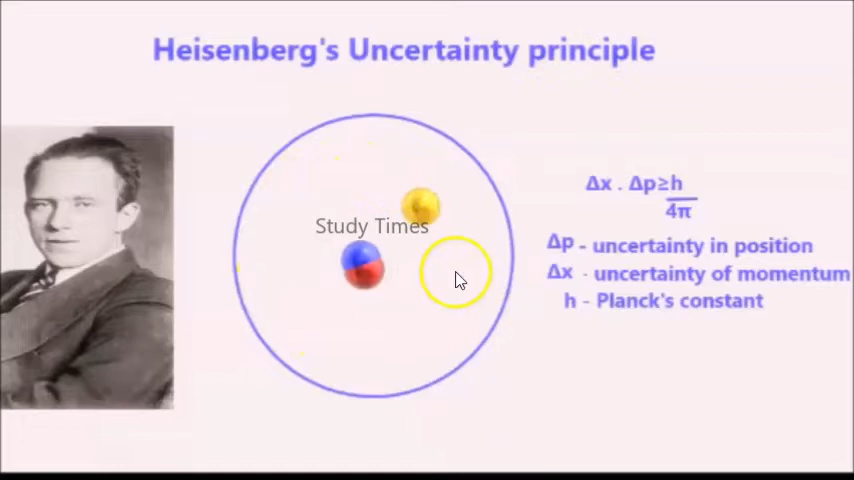 Heisenberg's Uncertainty principle
Δx . Δp≥h
4π
Study Times
Δp - uncertainty in position
Δx - uncertainty of momentum
h - Planck's constant